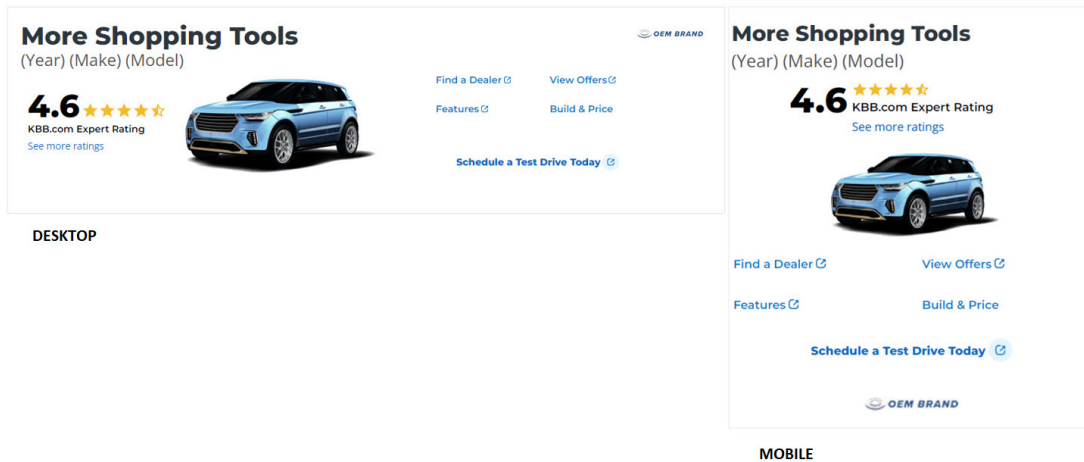 More Shopping Tools
OEM BRAND
(Year) (Make) (Model)
4.6
KBB.com Expert Rating
See more ratings
Find a Dealer
View Offers
Features
Build & Price
Schedule a Test Drive Today
DESKTOP
More Shopping Tools
(Year) (Make) (Model)
4.6
KBB.com Expert Rating
See more ratings
Find a Dealer
View Offers
Features
Build & Price
Schedule a Test Drive Today
OEM BRAND
MOBILE